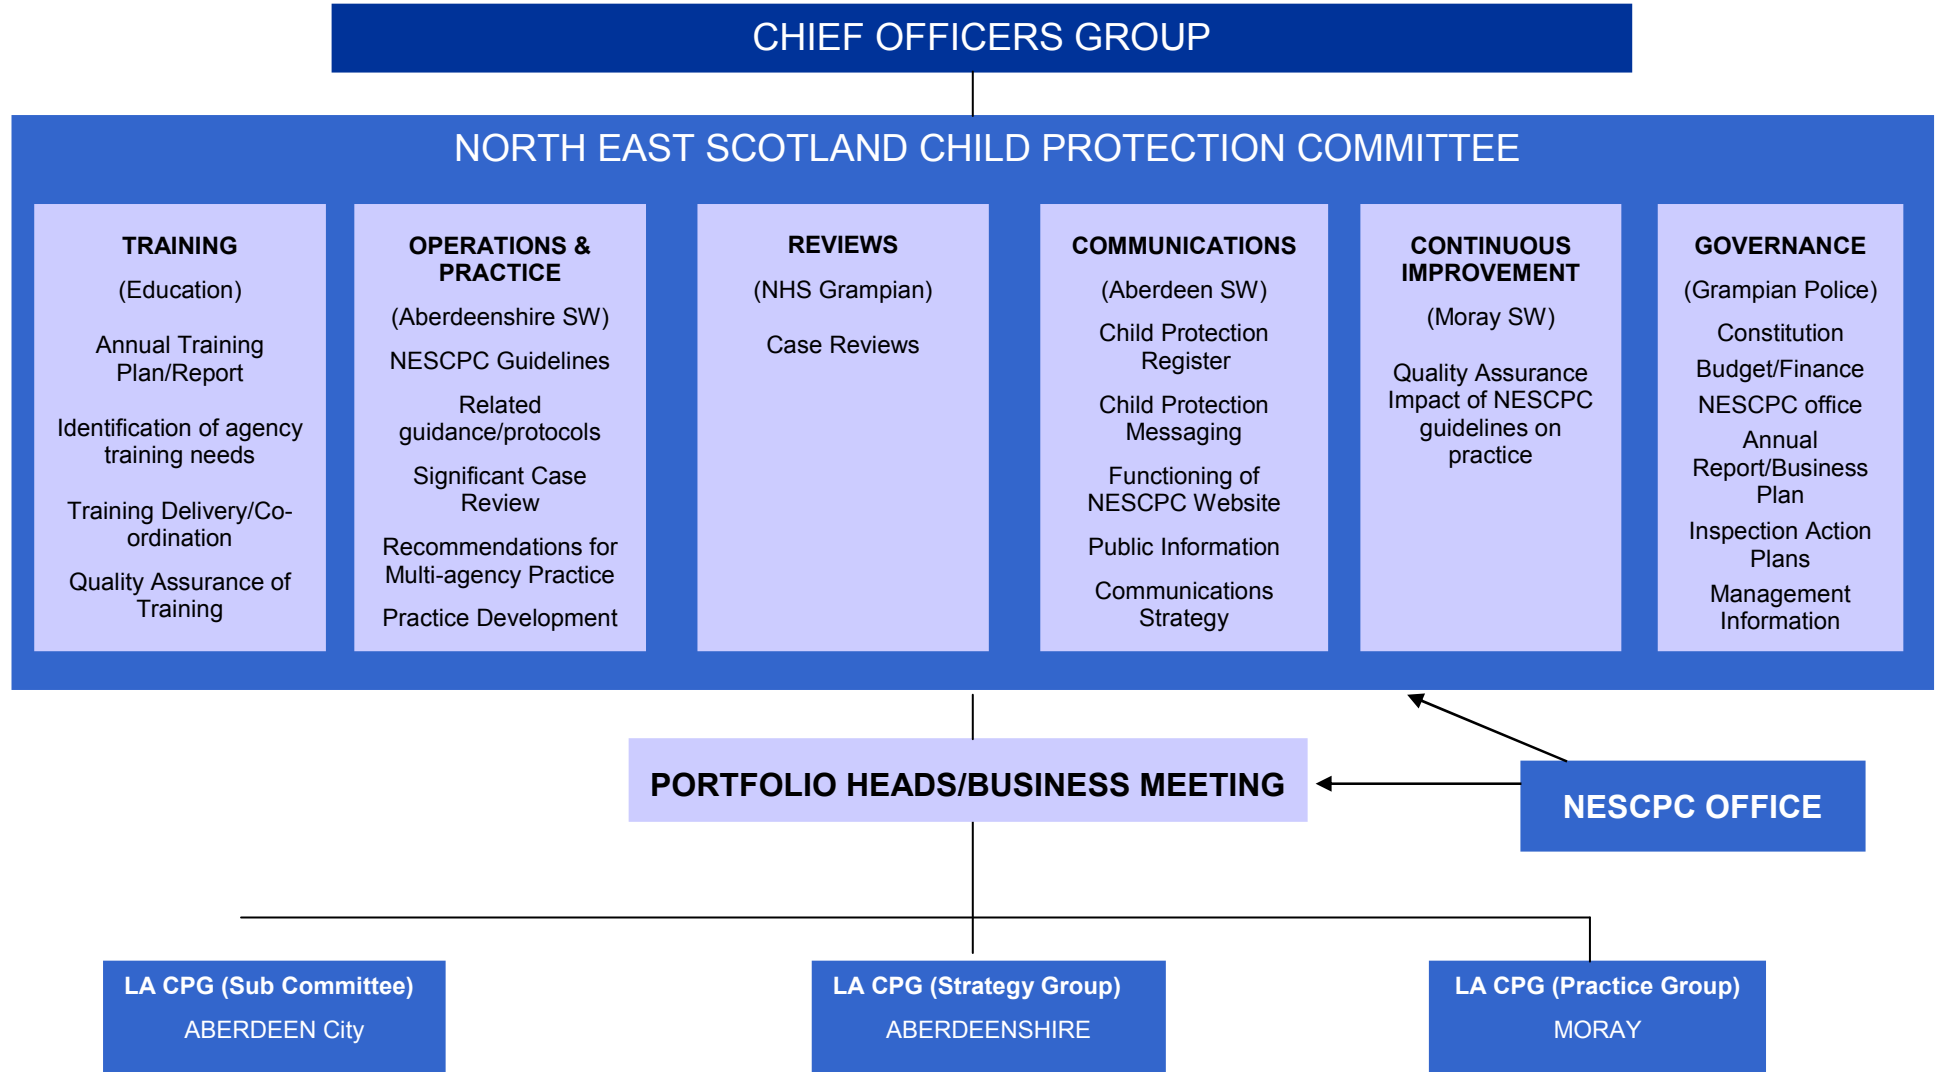 CHIEF OFFICERS GROUP
NORTH EAST SCOTLAND CHILD PROTECTION COMMITTEE
TRAINING
(Education)
Annual Training
Plan/Report
Identification of agency
training needs
Training Delivery/Co-
ordination
Quality Assurance of
Training
OPERATIONS &
PRACTICE
(Aberdeenshire SW)
NESCPC Guidelines
Related
guidance/protocols
Significant Case
Review
Recommendations for
Multi-agency Practice
Practice Development
REVIEWS
(NHS Grampian)
Case Reviews
COMMUNICATIONS
(Aberdeen SW)
Child Protection
Register
Child Protection
Messaging
Functioning of
NESCPC Website
Public Information
Communications
Strategy
CONTINUOUS
IMPROVEMENT
(Moray SW)
Quality Assurance
Impact of NESCPC
guidelines on
practice
GOVERNANCE
(Grampian Police)
Constitution
Budget/Finance
NESCPC office
Annual
Report/Business
Plan
Inspection Action
Plans
Management
Information
PORTFOLIO HEADS/BUSINESS MEETING
NESCPC OFFICE
LA CPG (Sub Committee)
ABERDEEN City
LA CPG (Strategy Group)
ABERDEENSHIRE
LA CPG (Practice Group)
MORAY